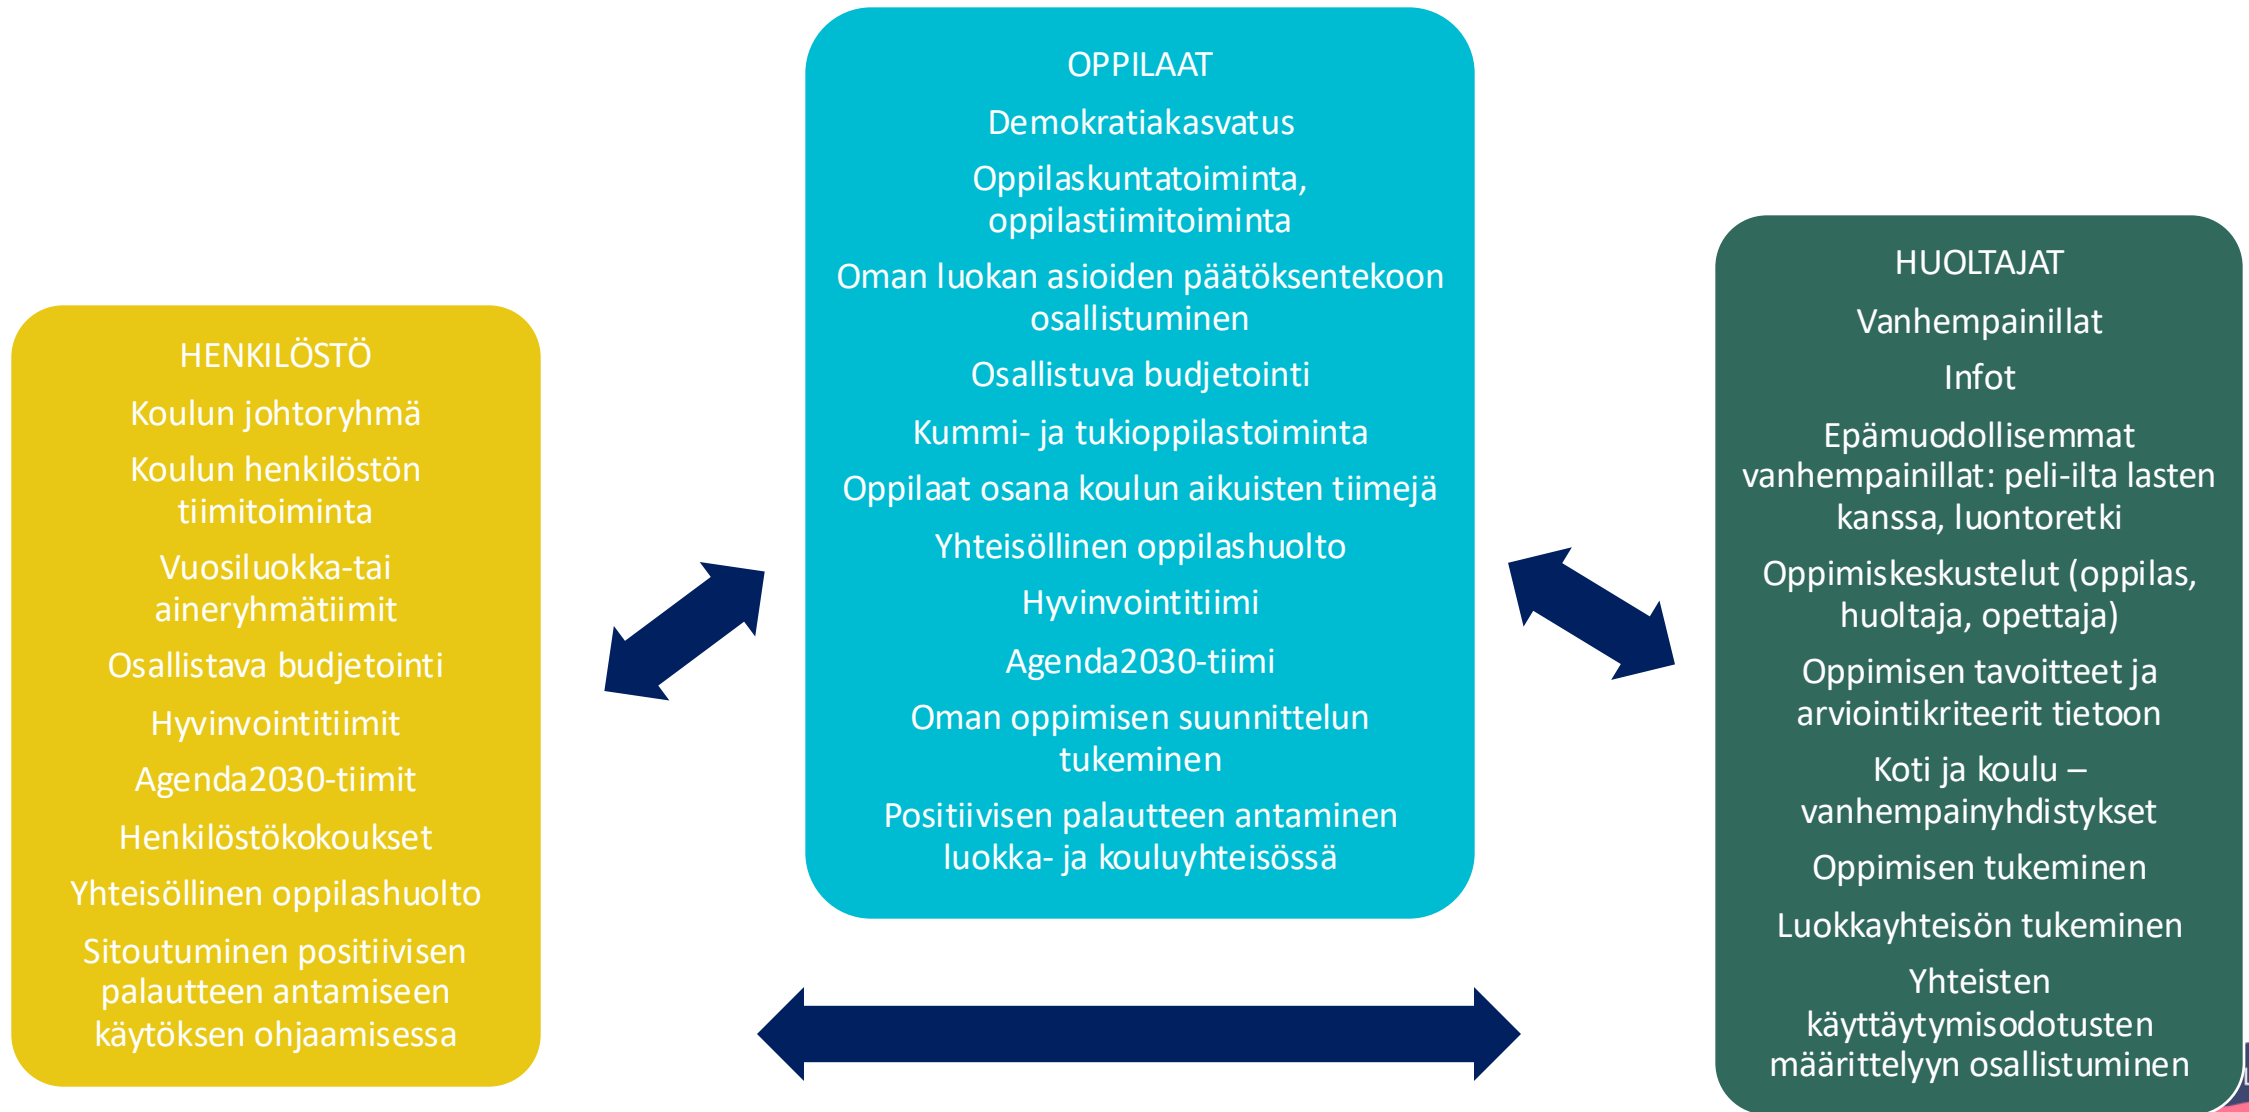 HENKILÖSTÖ
Koulun johtoryhmä
Koulun henkilöstön
tiimitoiminta
Vuosiluokka-tai
aineryhmätiimit
Osallistava budjetointi
Hyvinvointitiimit
Agenda2030-tiimit
Henkilöstökokoukset
Yhteisöllinen oppilashuolto
Sitoutuminen positiivisen
palautteen antamiseen
käytöksen ohjaamisessa
OPPILAAT
Demokratiakasvatus
Oppilaskuntatoiminta,
oppilastiimitoiminta
Oman luokan asioiden päätöksentekoon
osallistuminen
Osallistuva budjetointi
Kummi- ja tukioppilastoiminta
Oppilaat osana koulun aikuisten tiimejä
Yhteisöllinen oppilashuolto
Hyvinvointitiimi
Agenda2030-tiimi
Oman oppimisen suunnittelun
tukeminen
Positiivisen palautteen antaminen
luokka- ja kouluyhteisössä
HUOLTAJAT
Vanhempainillat
Infot
Epämuodollisemmat
vanhempainillat: peli-ilta lasten
kanssa, luontoretki
Oppimiskeskustelut (oppilas,
huoltaja, opettaja)
Oppimisen tavoitteet ja
arviointikriteerit tietoon
Koti ja koulu –
vanhempainyhdistykset
Oppimisen tukeminen
Luokkayhteisön tukeminen
Yhteisten
käyttäytymisodotusten
määrittelyyn osallistuminen